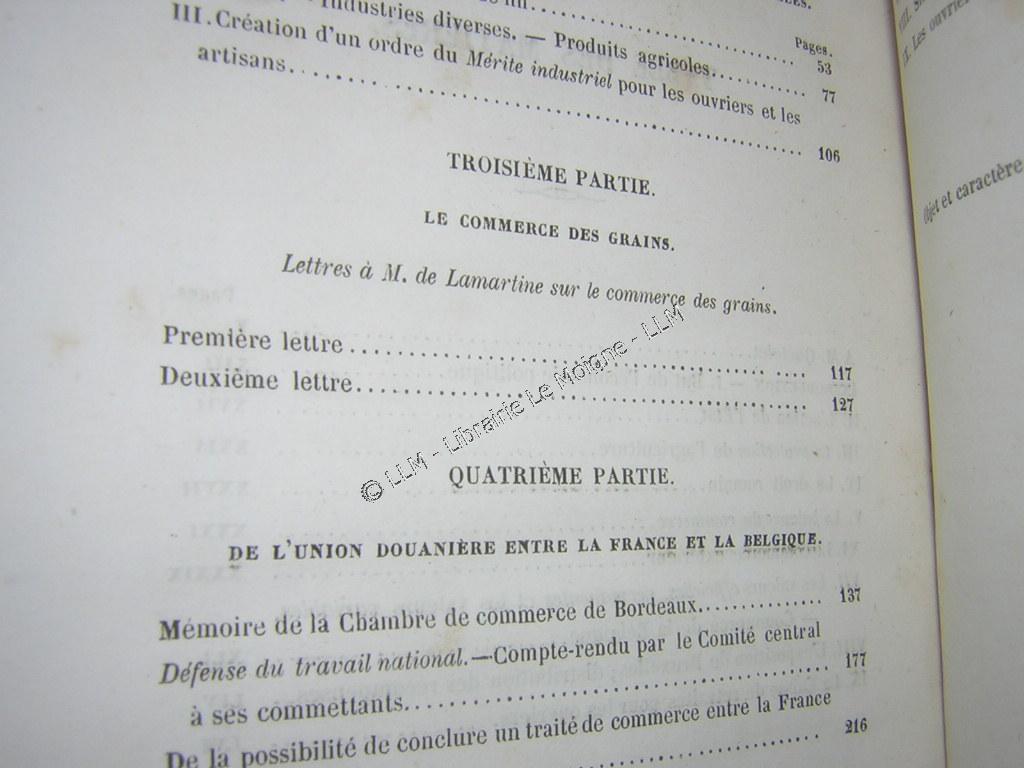 Pages.
Industries diverses. — Produits agricoles.......... 53
77
III. Création d'un ordre du Mérite industriel pour les ouvriers et les
artisans.......... 106
TROISIÈME PARTIE.
LE COMMERCE DES GRAINS.
Lettres à M. de Lamartine sur le commerce des grains.
Première lettre.......... 117
Deuxième lettre.......... 127
© LLM - Librairie Le Moigne - LLM
QUATRIÈME PARTIE.
DE L'UNION DOUANIÈRE ENTRE LA FRANCE ET LA BELGIQUE.
Mémoire de la Chambre de commerce de Bordeaux.......... 137
Défense du travail national.—Compte-rendu par le Comité central
à ses commettants.......... 177
De la possibilité de conclure un traité de commerce entre la France
216
IX. Les ouvrier
Objet et caractère